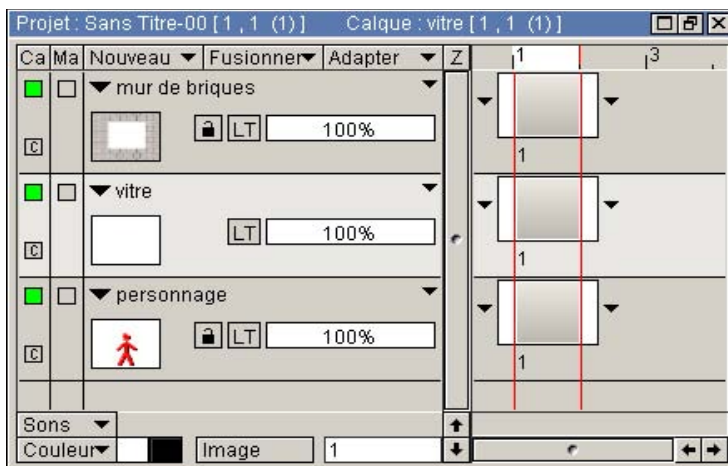 Projet : Sans Titre-00 [ 1 , 1 (1) ] Calque : vitre [ 1 , 1 (1) ]
Ca Ma Nouveau Fusionner Adapter Z 1 3
mur de briques
LT 100%
C
1
vitre
LT 100%
C
1
personnage
LT 100%
C
1
Sons
Couleur Image 1